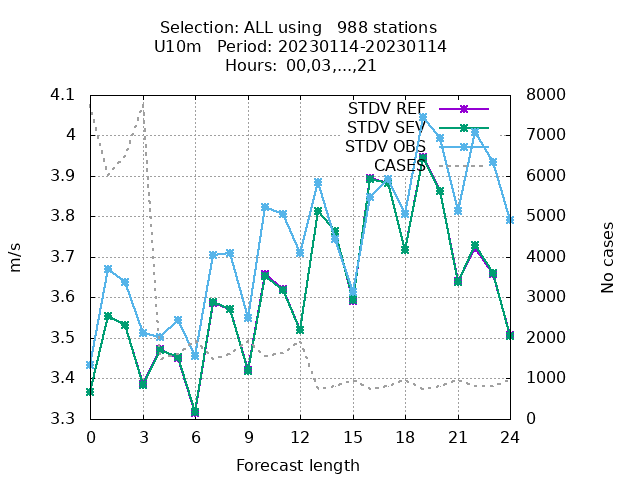 Selection: ALL using   988 stations
U10m   Period: 20230114-20230114
Hours:  00,03,...,21
STDV REF
STDV SEV
STDV OBS
CASES
4.1
4
3.9
3.8
3.7
3.6
3.5
3.4
3.3
m/s
8000
7000
6000
5000
4000
3000
2000
1000
0
No cases
0 3 6 9 12 15 18 21 24
Forecast length